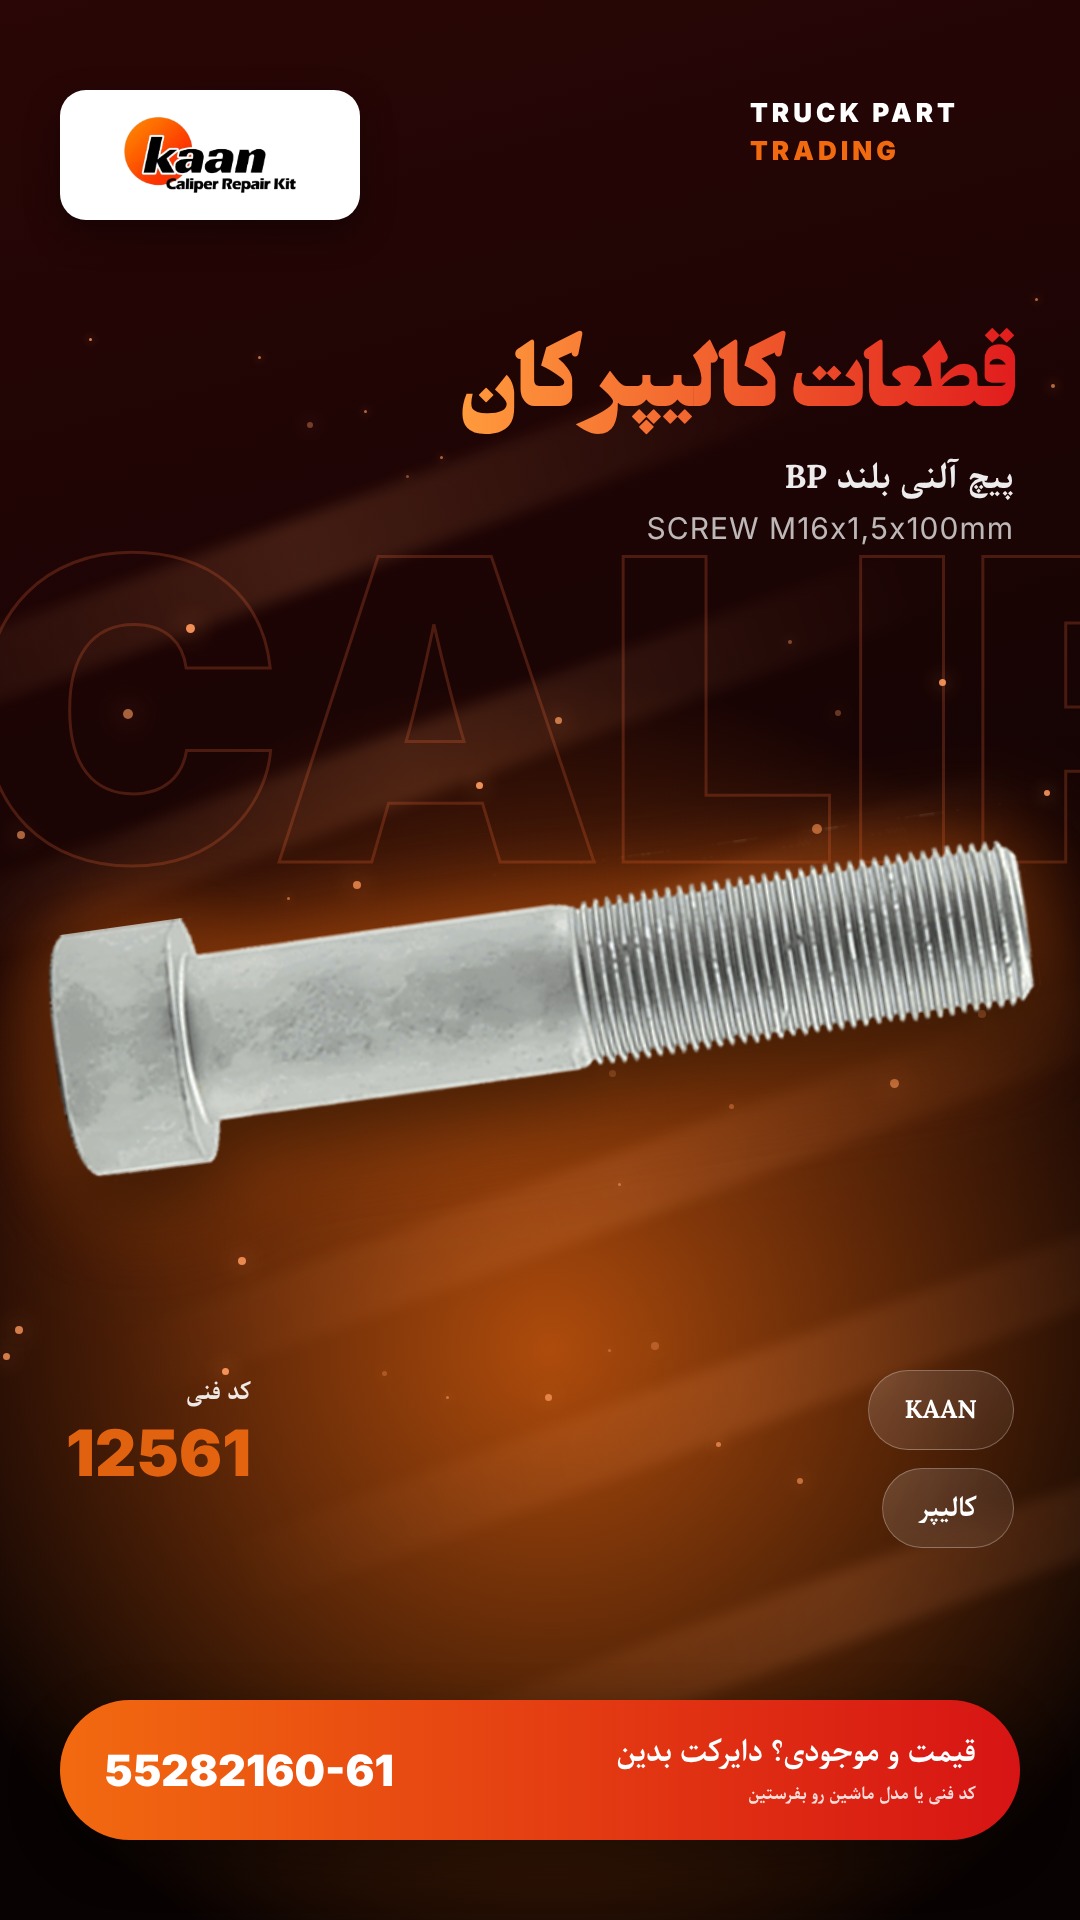 kaan
Caliper Repair Kit
TRUCK PART
TRADING
قطعات کالیپر کان
پیچ آلنی بلند BP
SCREW M16x1,5x100mm
CALIP
کد فنی
12561
KAAN
کالیپر
قیمت و موجودی؟ دایرکت بدین
کد فنی یا مدل ماشین رو بفرستین
55282160-61